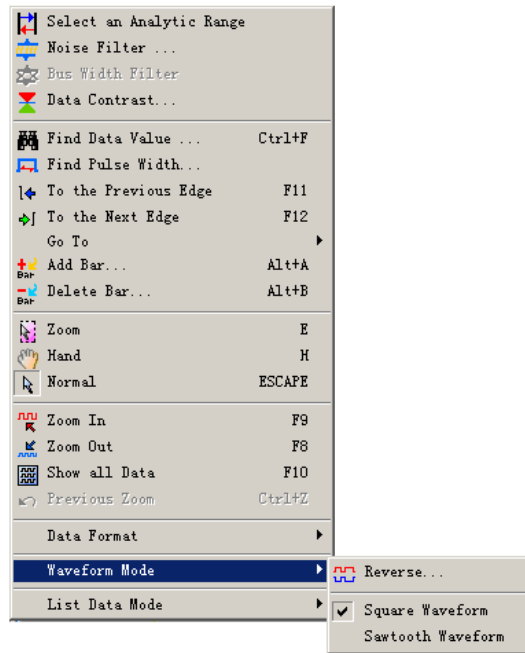 Select an Analytic Range
Noise Filter ...
Bus Width Filter
Data Contrast...
Find Data Value ... Ctrl+F
Find Pulse Width...
To the Previous Edge F11
To the Next Edge F12
Go To
Bar Add Bar... Alt+A
Bar Delete Bar... Alt+B
Zoom E
Hand H
Normal ESCAPE
Zoom In F9
Zoom Out F8
Show all Data F10
Previous Zoom Ctrl+Z
Data Format
Waveform Mode
Reverse...
List Data Mode
Square Waveform
Sawtooth Waveform